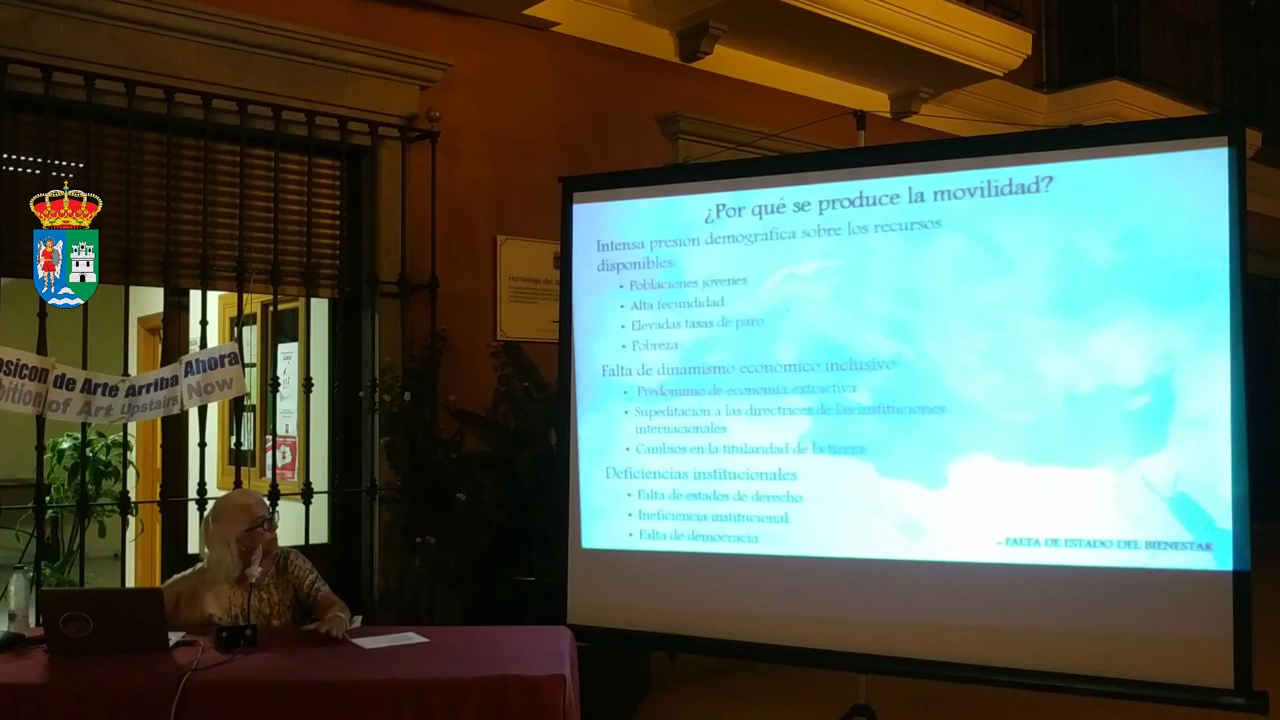 ¿Por qué se produce la movilidad?
Intensa presión demográfica sobre los recursos
disponibles:
• Poblaciones jóvenes
• Alta fecundidad
• Elevadas tasas de paro
• Pobreza
Falta de dinamismo económico inclusivo
• Predominio de economía extractiva
• Supeditación a las directrices de las instituciones
internacionales
• Cambios en la titularidad de la tierra
Deficiencias institucionales
• Falta de estados de derecho
• Ineficiencia institucional
• Falta de democracia
– FALTA DE ESTADO DEL BIENESTAR
Homenaje del
de Arte Arriba Ahora
of Art Upstairs Now